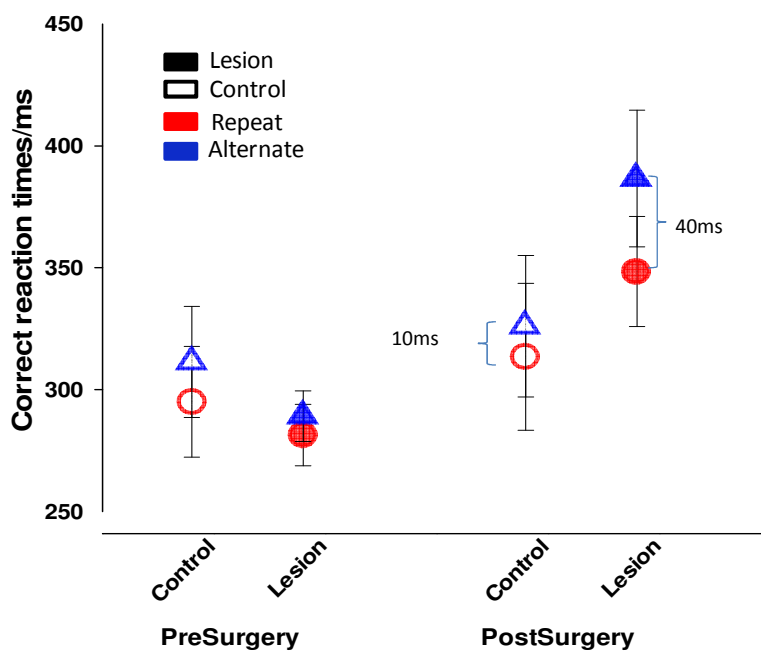 Correct reaction times/ms
450
400
350
300
250
Lesion
Control
Repeat
Alternate
10ms
40ms
Control
Lesion
Control
Lesion
PreSurgery
PostSurgery